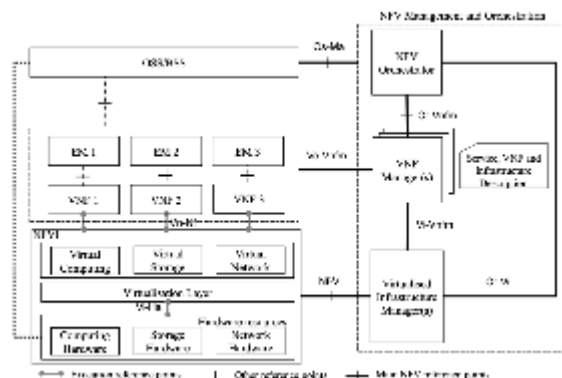 NFV Management and Orchestration
Os-Ma
OSS/BSS
NFV
Orchestrator
Or-Vnfm
EM 1
EM 2
EM 3
Ve-Vnfm
VNF
Manager(s)
Service, VNF and
Infrastructure
Description
VNF 1
VNF 2
VNF 3
Vn-Nf
NFVI
Vi-Vnfm
Virtual
Computing
Virtual
Storage
Virtual
Network
Virtualisation Layer
Vl-Ha
Hardware resources
Computing
Hardware
Storage
Hardware
Network
Hardware
Virtualised
Infrastructure
Manager(s)
Or-Vi
Execution reference points
Other reference points
Main NFV reference points